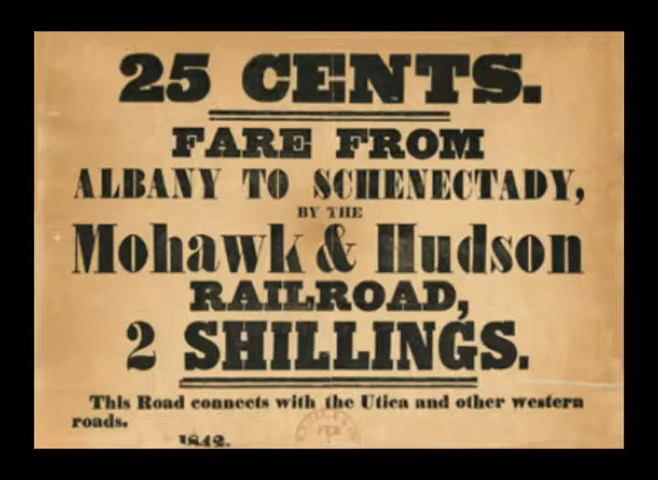 25 CENTS.
FARE FROM
ALBANY TO SCHENECTADY,
BY THE
Mohawk & Hudson
RAILROAD,
2 SHILLINGS.
This Road connects with the Utica and other western
roads.
1842.